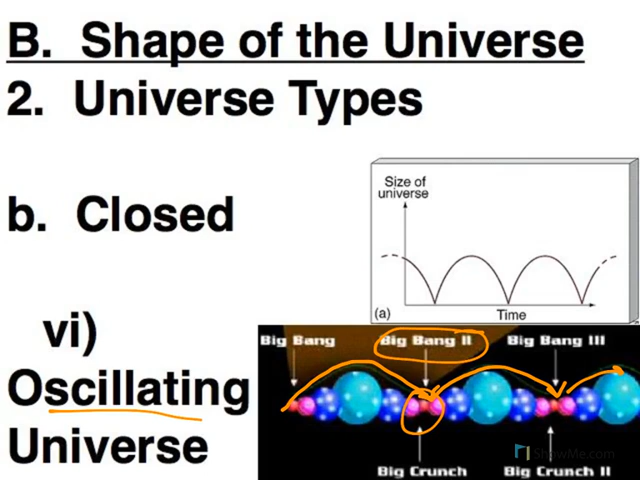 B. Shape of the Universe
2. Universe Types
b. Closed
vi)
Oscillating
Universe
Size of
universe
(a)
Time
Big Bang
Big Bang II
Big Bang III
Big Crunch
Big Crunch II
ShowMe.com